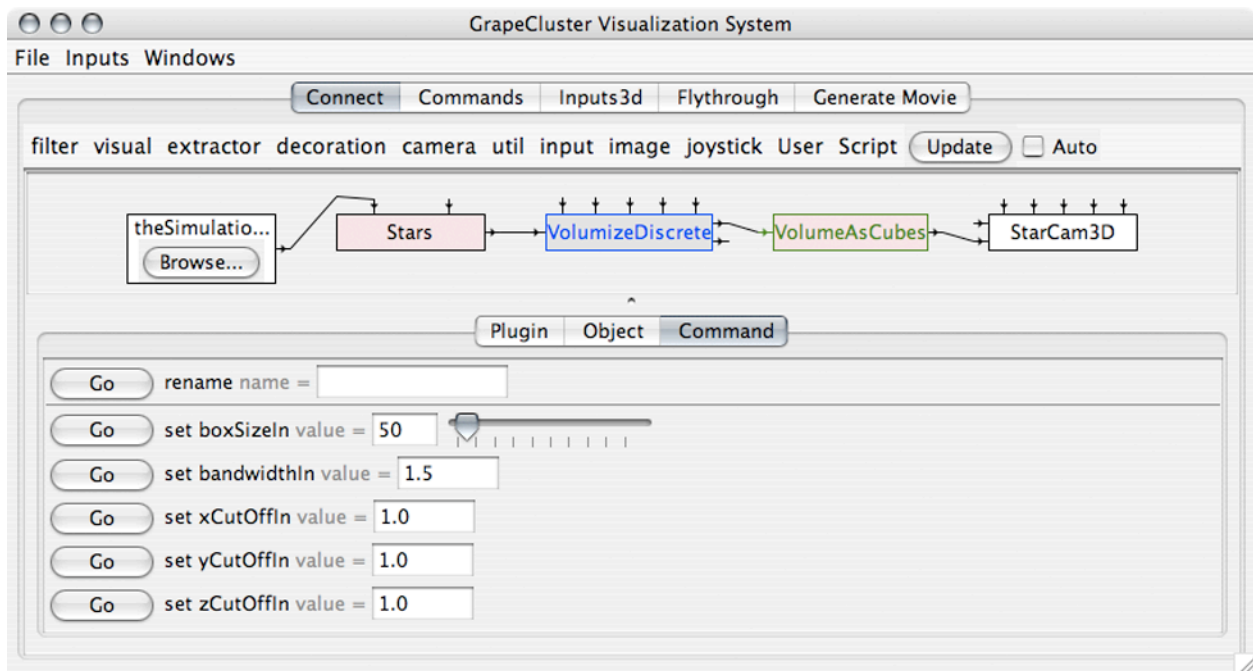 GrapeCluster Visualization System
File Inputs Windows
Connect Commands Inputs3d Flythrough Generate Movie
filter visual extractor decoration camera util input image joystick User Script Update Auto
theSimulatio... Stars VolumizeDiscrete VolumeAsCubes StarCam3D
Browse...
Plugin Object Command
Go rename name =
Go set boxSizeIn value = 50
Go set bandwidthIn value = 1.5
Go set xCutOffIn value = 1.0
Go set yCutOffIn value = 1.0
Go set zCutOffIn value = 1.0